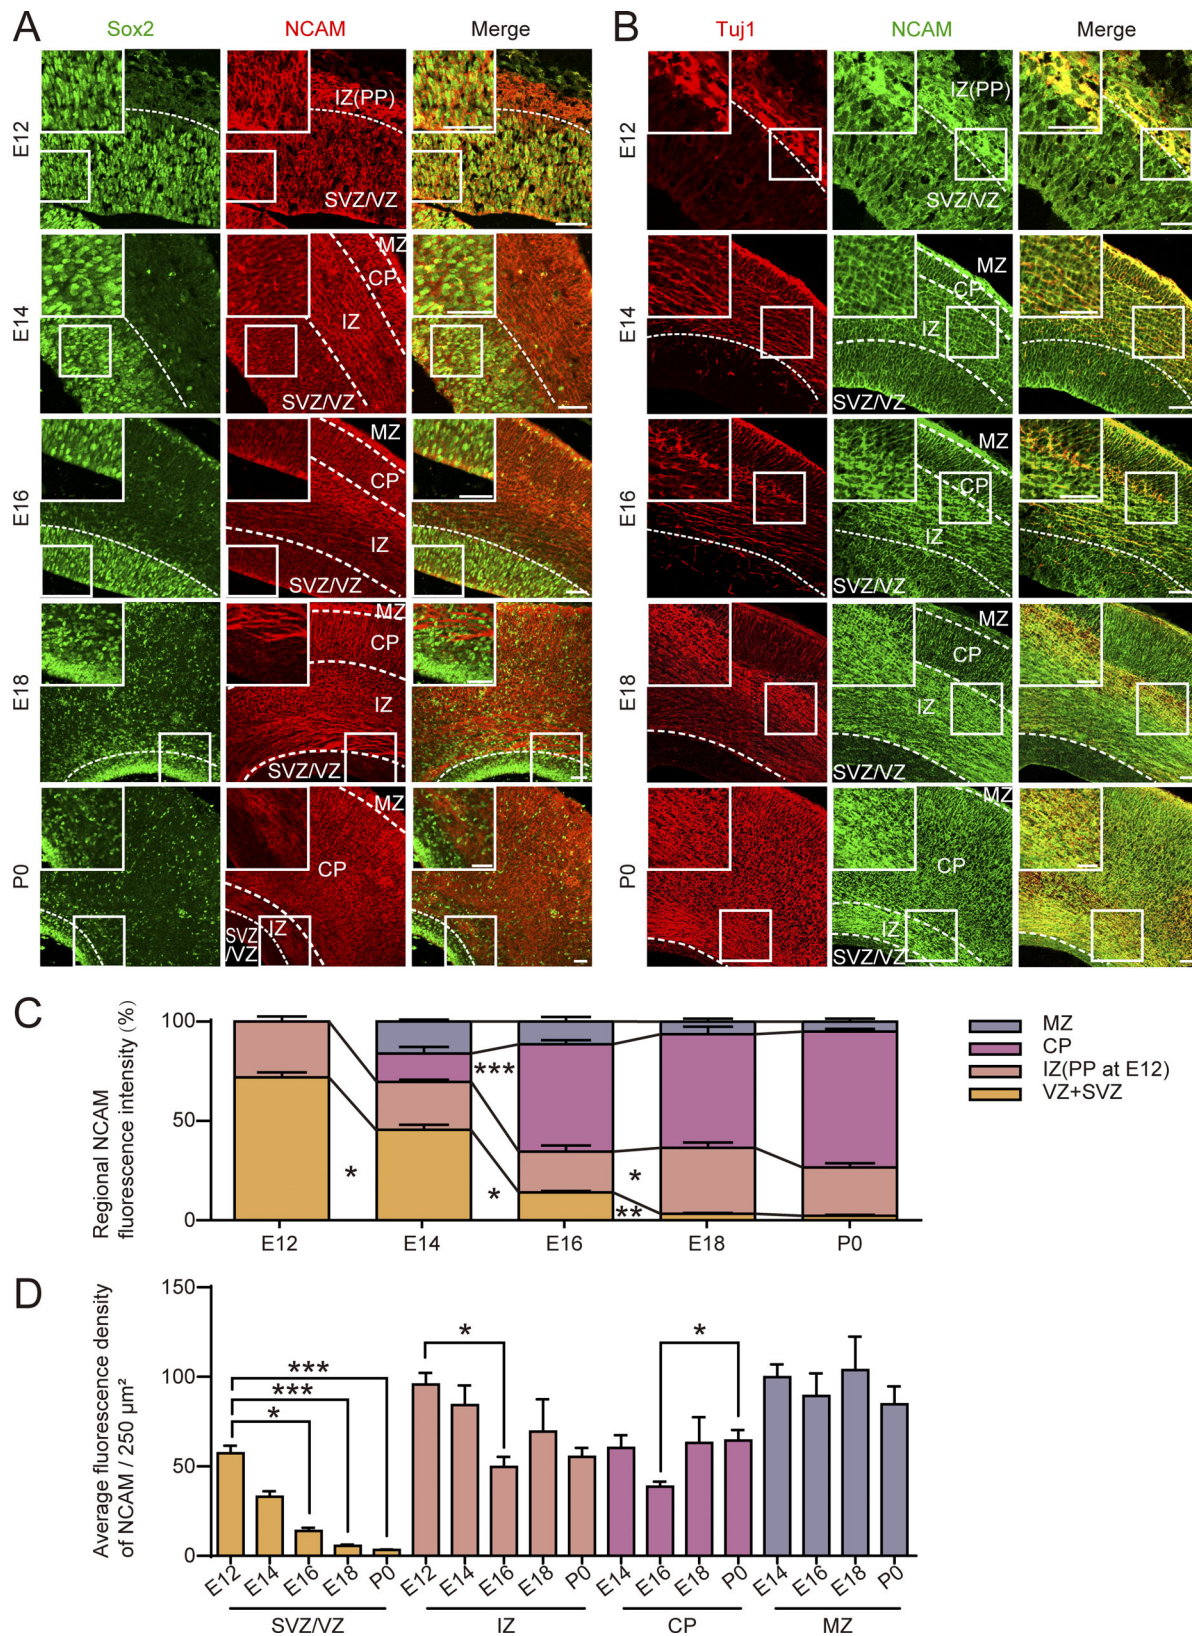 A
Sox2
NCAM
Merge
E12
IZ(PP)
SVZ/VZ
E14
MZ
CP
IZ
SVZ/VZ
E16
MZ
CP
IZ
SVZ/VZ
E18
MZ
CP
IZ
SVZ/VZ
P0
MZ
CP
IZ
SVZ
/VZ
B
Tuj1
NCAM
Merge
E12
IZ(PP)
SVZ/VZ
E14
MZ
CP
IZ
SVZ/VZ
E16
MZ
CP
IZ
SVZ/VZ
E18
MZ
CP
IZ
SVZ/VZ
P0
MZ
CP
IZ
SVZ/VZ
C
Regional NCAM
fluorescence intensity (%)
100
50
0
*
***
*
*
**
E12 E14 E16 E18 P0
MZ
CP
IZ(PP at E12)
VZ+SVZ
D
Average fluorescence density
of NCAM / 250 µm²
150
100
50
0
***
***
*
*
*
E12 E14 E16 E18 P0 E12 E14 E16 E18 P0 E14 E16 E18 P0 E14 E16 E18 P0
SVZ/VZ IZ CP MZ